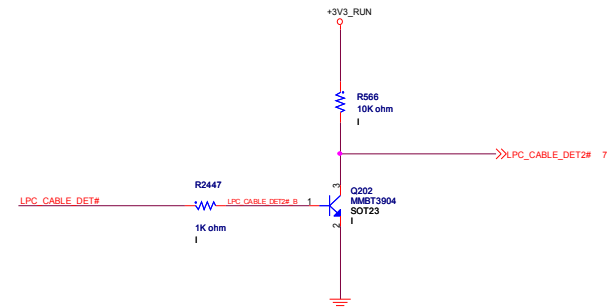 +3V3_RUN
R566
10K ohm
I
LPC_CABLE_DET2# 7
R2447
LPC_CABLE_DET#
LPC_CABLE_DET2#_B
1
1K ohm
I
3
Q202
MMBT3904
SOT23
I
2